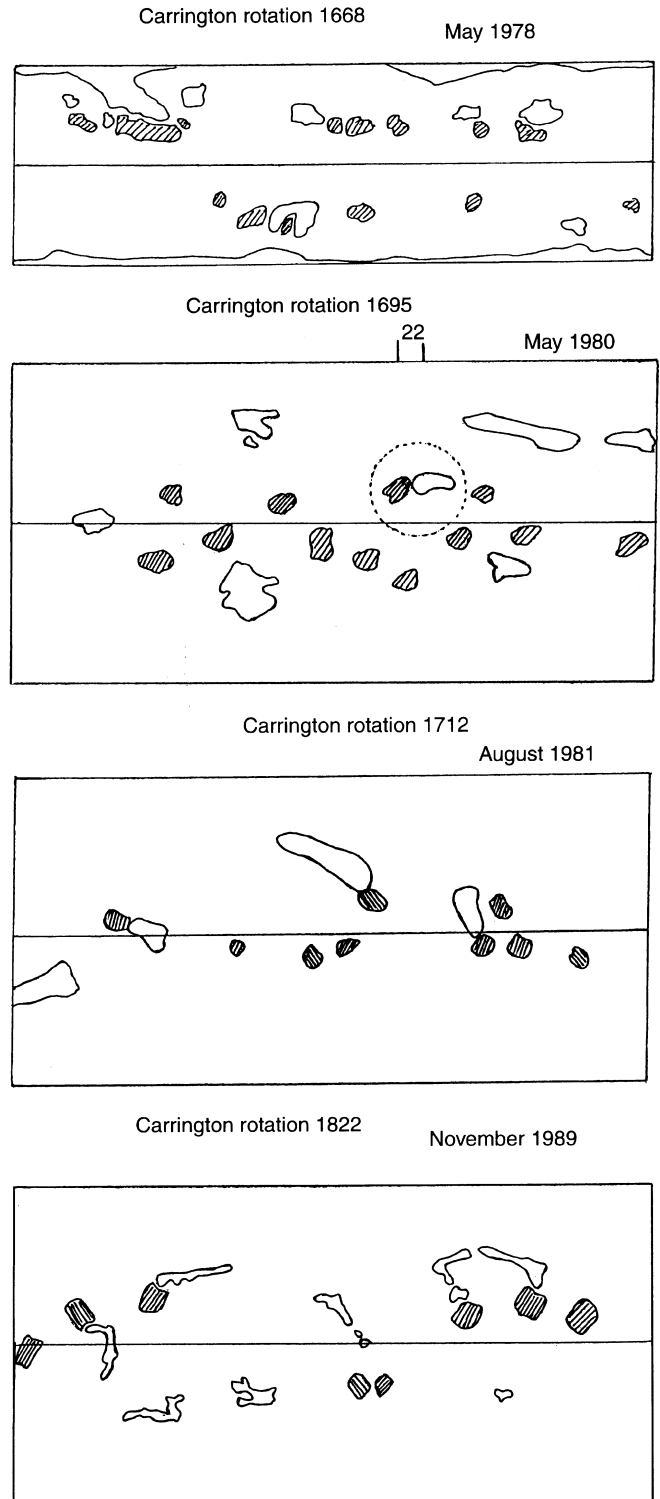 Carrington rotation 1668
May 1978
Carrington rotation 1695
22
May 1980
Carrington rotation 1712
August 1981
Carrington rotation 1822
November 1989